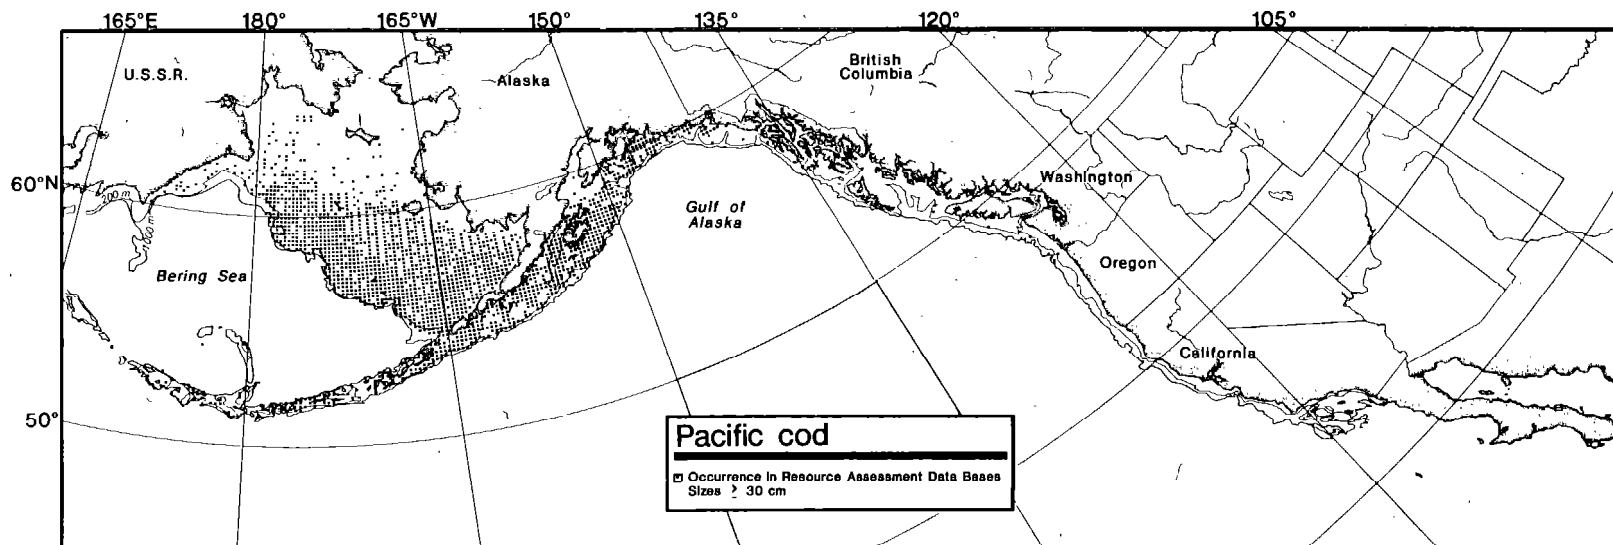 165° 180° 165°W 150° 135° 120° 105°
U.S.S.R.
Alaska
British
Columbia
60°N
200 m
Washington
Gulf of
Alaska
Bering Sea
Oregon
California
50°
Pacific cod
Occurrence in Resource Assessment Data Bases
Sizes ≥ 30 cm